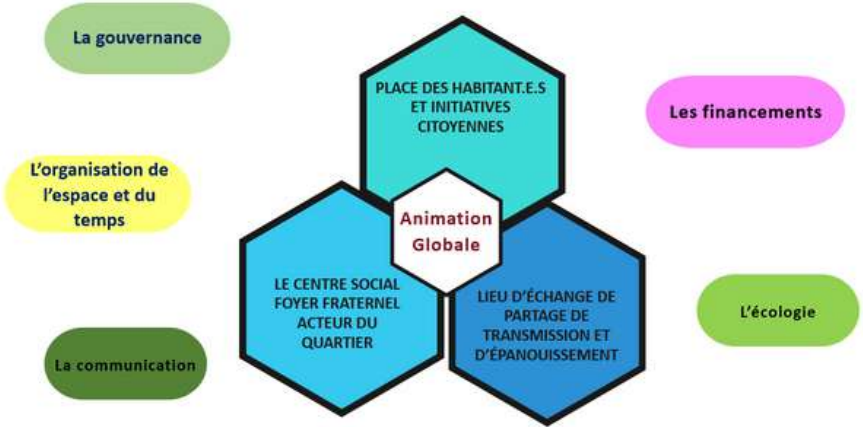 La gouvernance
PLACE DES HABITANT.E.S
ET INITIATIVES
CITOYENNES
Les financements
L'organisation de
l'espace et du
temps
Animation
Globale
LE CENTRE SOCIAL
FOYER FRATERNEL
ACTEUR DU
QUARTIER
LIEU D'ÉCHANGE DE
PARTAGE DE
TRANSMISSION ET
D'ÉPANOUISSEMENT
L'écologie
La communication